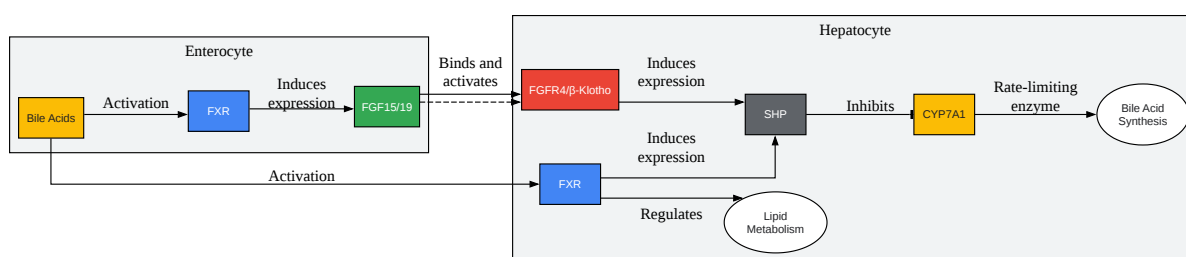 Enterocyte
Hepatocyte
Bile Acids
Activation
FXR
Induces
expression
FGF15/19
Binds and
activates
FGFR4/β-Klotho
Induces
expression
SHP
Inhibits
CYP7A1
Rate-limiting
enzyme
Bile Acid
Synthesis
Activation
FXR
Induces
expression
Regulates
Lipid
Metabolism